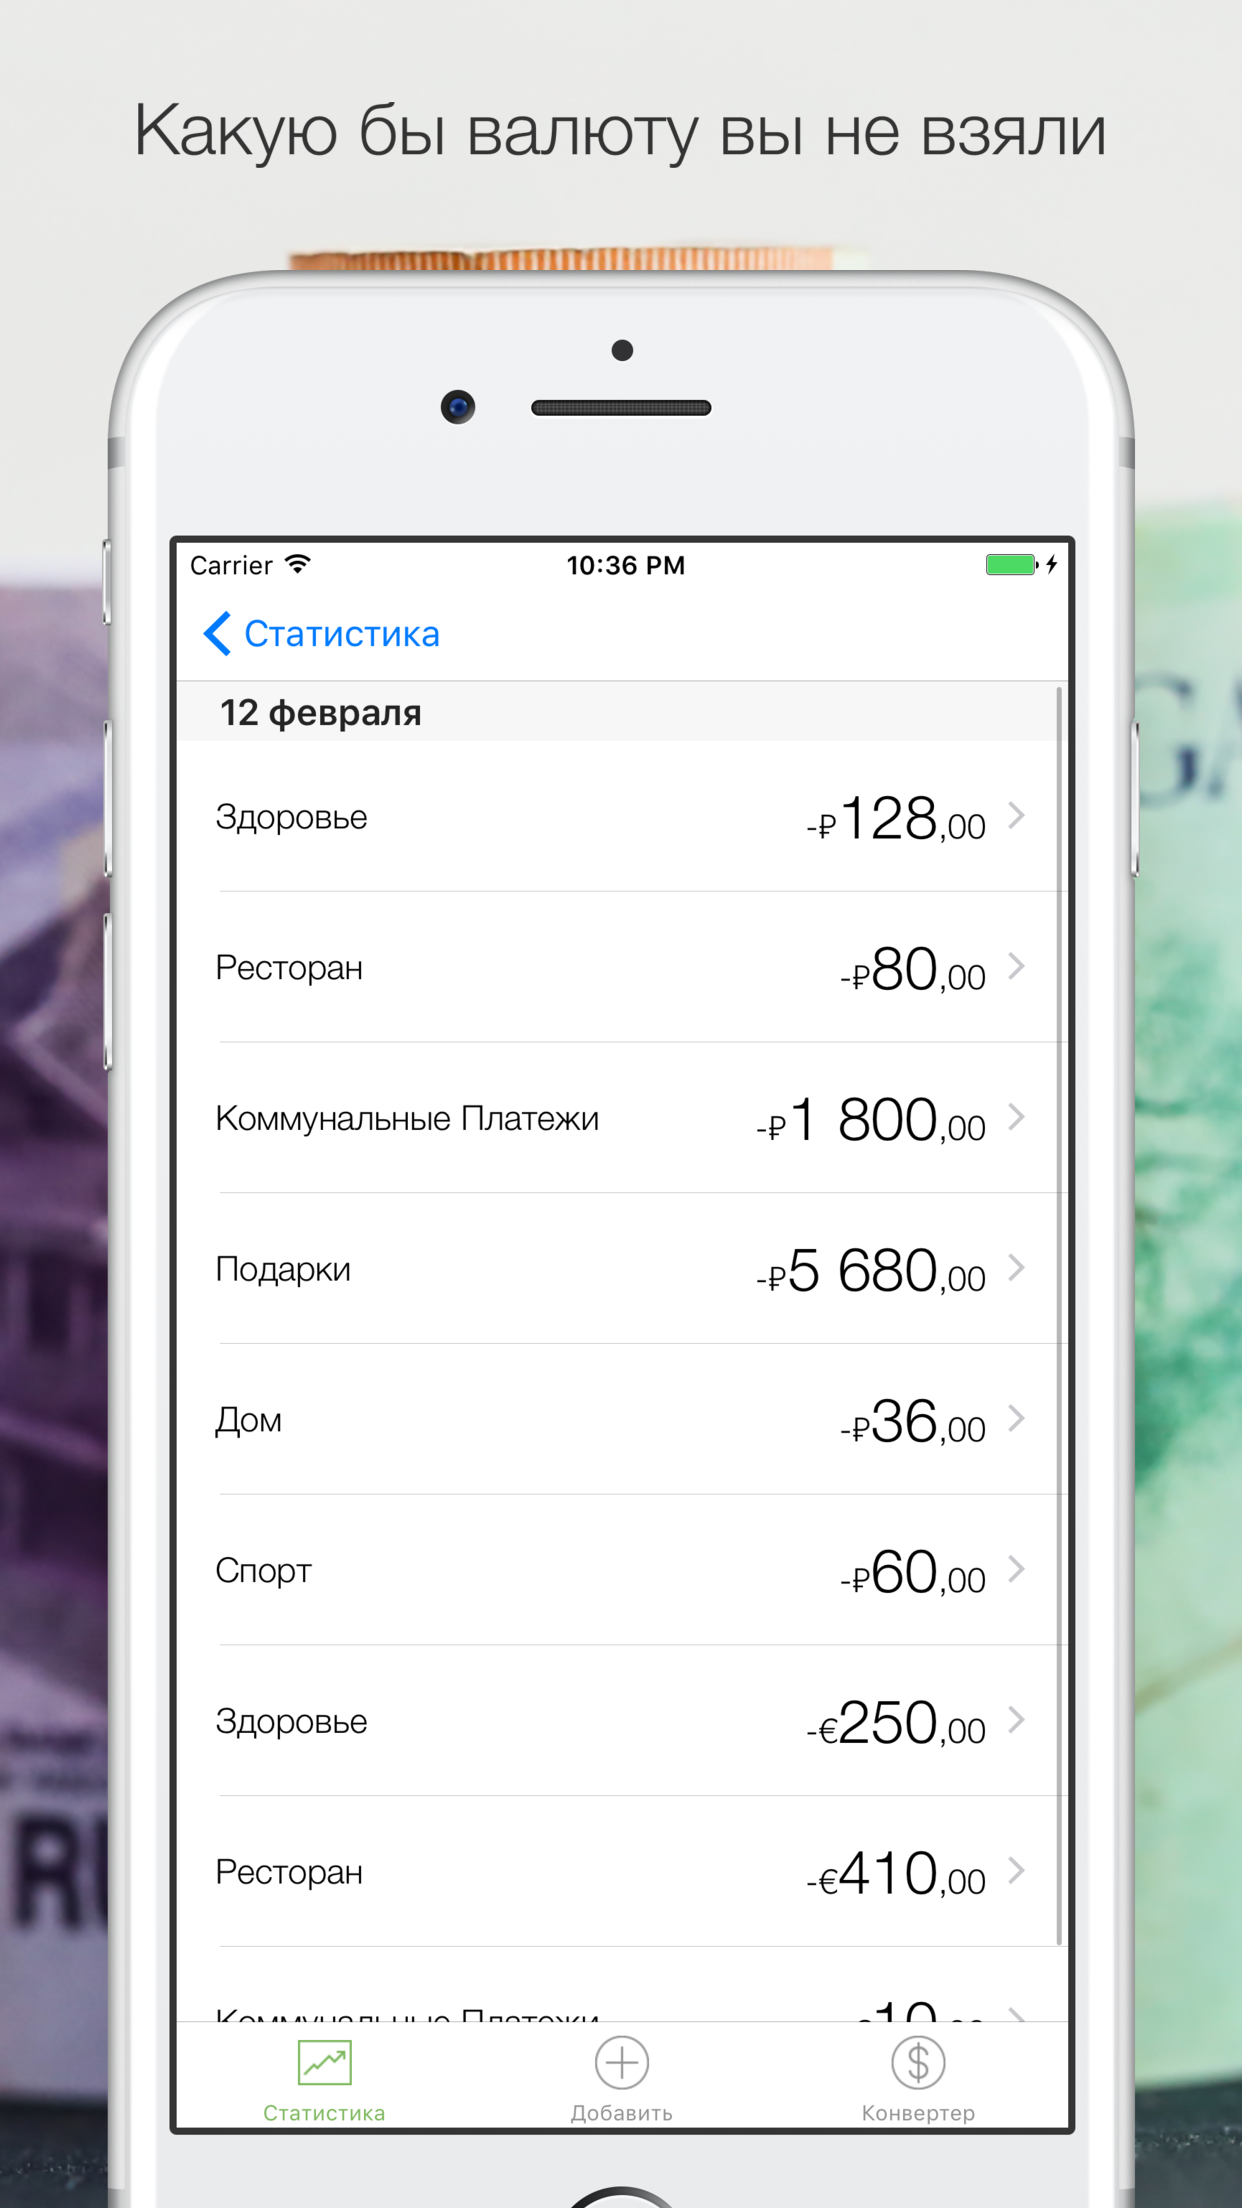 Какую бы валюту вы не взяли
Carrier 10:36 PM
Статистика
12 февраля
Здоровье -₽128,00
Ресторан -₽80,00
Коммунальные Платежи -₽1 800,00
Подарки -₽5 680,00
Дом -₽36,00
Спорт -₽60,00
Здоровье -€250,00
Ресторан -€410,00
Коммунальные Платежи
Статистика Добавить Конвертер